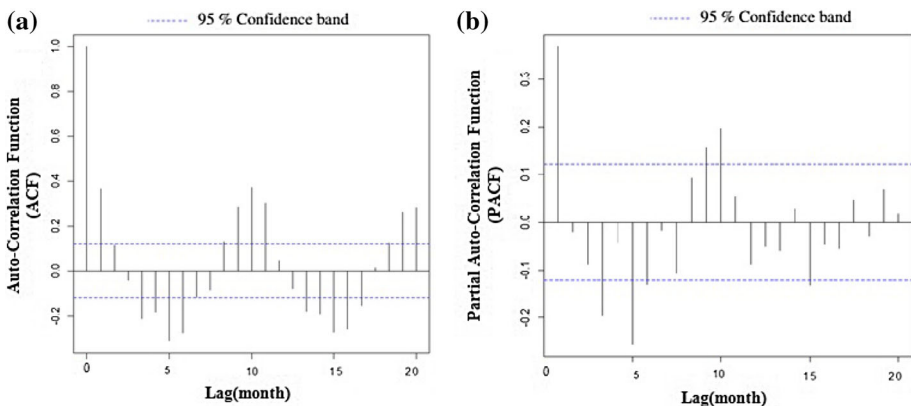 (a)
95 % Confidence band
Auto-Correlation Function
(ACF)
1.0
0.8
0.6
0.4
0.2
0.0
-0.2
0
5
10
15
20
Lag(month)
(b)
95 % Confidence band
Partial Auto-Correlation Function
(PACF)
0.3
0.2
0.1
0
-0.1
-0.2
0
5
10
15
20
Lag(month)